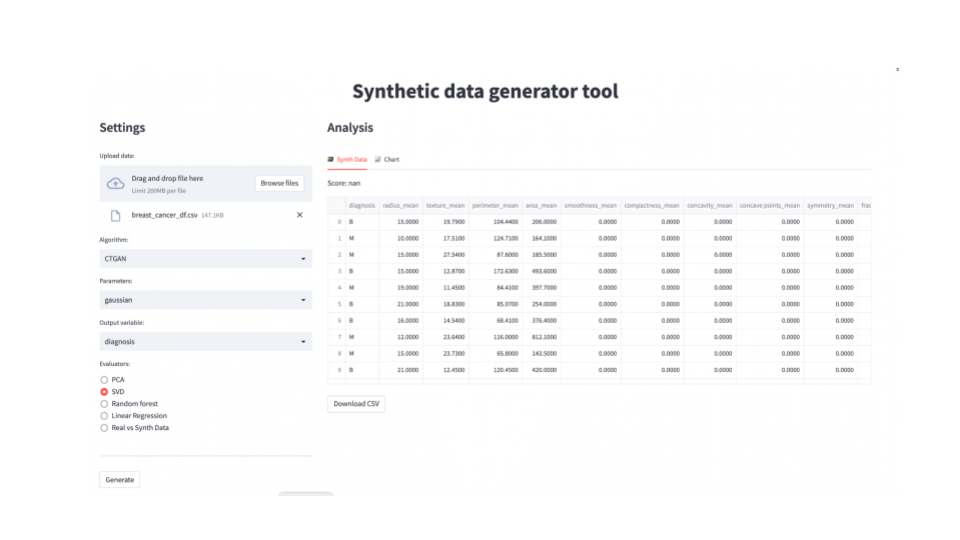 Synthetic data generator tool
Settings
Upload data:
Drag and drop file here
Limit 200MB per file
Browse files
breast_cancer_df.csv 147.1KB
Algorithm:
CTGAN
Parameters:
gaussian
Output variable:
diagnosis
Evaluators:
PCA
SVD
Random forest
Linear Regression
Real vs Synth Data
Generate
Analysis
Synth Data Chart
Score: nan
diagnosis radius_mean texture_mean perimeter_mean area_mean smoothness_mean compactness_mean concavity_mean concave points_mean symmetry_mean frac
0 B 15.0000 19.7900 104.4400 206.0000 0.0000 0.0000 0.0000 0.0000 0.0000
1 M 10.0000 17.5100 124.7100 164.1000 0.0000 0.0000 0.0000 0.0000 0.0000
2 M 15.0000 27.5400 87.6000 185.5000 0.0000 0.0000 0.0000 0.0000 0.0000
3 B 15.0000 12.8700 172.6300 493.6000 0.0000 0.0000 0.0000 0.0000 0.0000
4 M 19.0000 11.4500 84.4100 397.7000 0.0000 0.0000 0.0000 0.0000 0.0000
5 B 21.0000 18.8300 85.0700 254.0000 0.0000 0.0000 0.0000 0.0000 0.0000
6 B 16.0000 14.5400 68.4100 376.4000 0.0000 0.0000 0.0000 0.0000 0.0000
7 M 12.0000 23.6400 116.0000 812.1000 0.0000 0.0000 0.0000 0.0000 0.0000
8 M 15.0000 23.7300 65.8000 143.5000 0.0000 0.0000 0.0000 0.0000 0.0000
9 B 21.0000 12.4500 120.4500 420.0000 0.0000 0.0000 0.0000 0.0000 0.0000
Download CSV